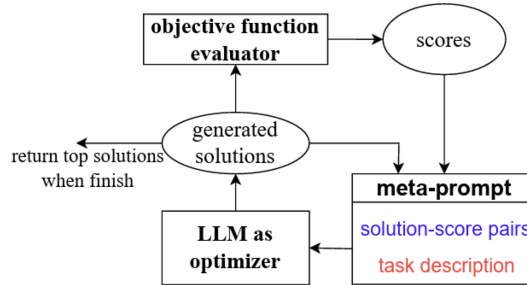 objective function
evaluator
scores
generated
solutions
return top solutions
when finish
meta-prompt
solution-score pairs
task description
LLM as
optimizer